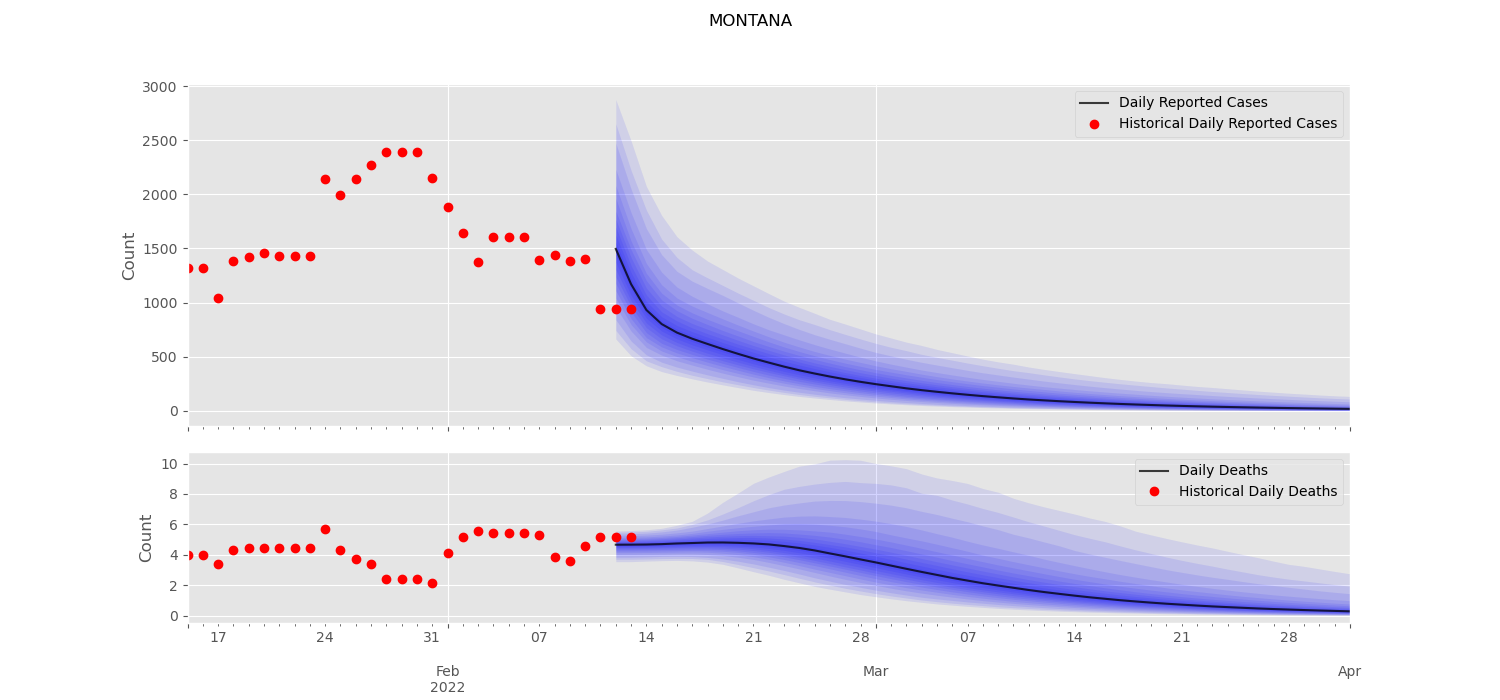 MONTANA
3000
2500
2000
1500
1000
500
0
Count
Daily Reported Cases
Historical Daily Reported Cases
10
8
6
4
2
0
Count
Daily Deaths
Historical Daily Deaths
17 24 31 07 14 21 28 07 14 21 28
Feb Mar Apr
2022